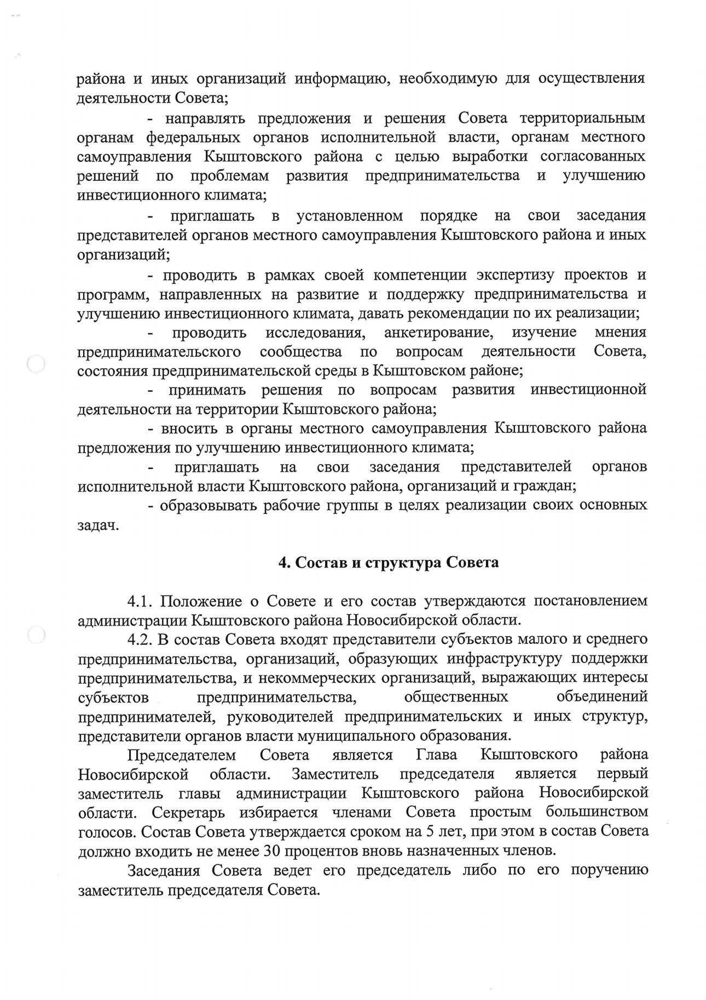 района и иных организаций информацию, необходимую для осуществления
деятельности Совета;
- направлять предложения и решения Совета территориальным
органам федеральных органов исполнительной власти, органам местного
самоуправления Кыштовского района с целью выработки согласованных
решений по проблемам развития предпринимательства и улучшению
инвестиционного климата;
- приглашать в установленном порядке на свои заседания
представителей органов местного самоуправления Кыштовского района и иных
организаций;
- проводить в рамках своей компетенции экспертизу проектов и
программ, направленных на развитие и поддержку предпринимательства и
улучшению инвестиционного климата, давать рекомендации по их реализации;
- проводить исследования, анкетирование, изучение мнения
предпринимательского сообщества по вопросам деятельности Совета,
состояния предпринимательской среды в Кыштовском районе;
- принимать решения по вопросам развития инвестиционной
деятельности на территории Кыштовского района;
- вносить в органы местного самоуправления Кыштовского района
предложения по улучшению инвестиционного климата;
- приглашать на свои заседания представителей органов
исполнительной власти Кыштовского района, организаций и граждан;
- образовывать рабочие группы в целях реализации своих основных
задач.
4. Состав и структура Совета
4.1. Положение о Совете и его состав утверждаются постановлением
администрации Кыштовского района Новосибирской области.
4.2. В состав Совета входят представители субъектов малого и среднего
предпринимательства, организаций, образующих инфраструктуру поддержки
предпринимательства, и некоммерческих организаций, выражающих интересы
субъектов предпринимательства, общественных объединений
предпринимателей, руководителей предпринимательских и иных структур,
представители органов власти муниципального образования.
Председателем Совета является Глава Кыштовского района
Новосибирской области. Заместитель председателя является первый
заместитель главы администрации Кыштовского района Новосибирской
области. Секретарь избирается членами Совета простым большинством
голосов. Состав Совета утверждается сроком на 5 лет, при этом в состав Совета
должно входить не менее 30 процентов вновь назначенных членов.
Заседания Совета ведет его председатель либо по его поручению
заместитель председателя Совета.